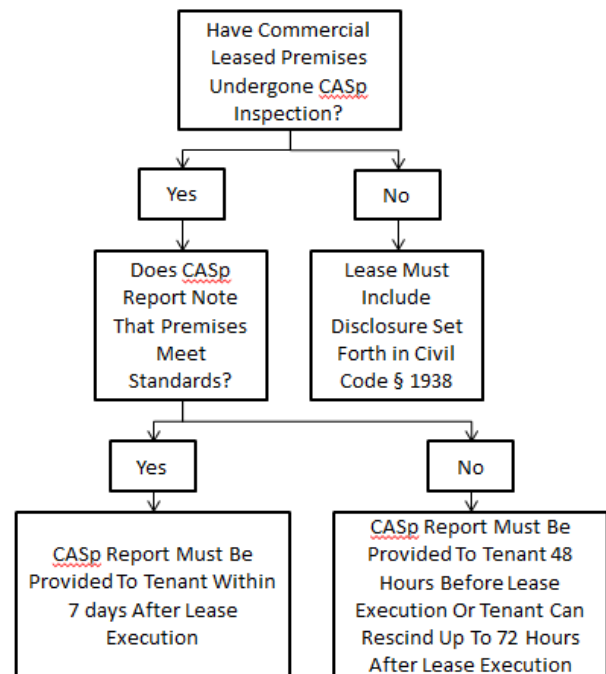 Have Commercial
Leased Premises
Undergone CASp
Inspection?
Yes
No
Does CASp
Report Note
That Premises
Meet
Standards?
Lease Must
Include
Disclosure Set
Forth in Civil
Code § 1938
Yes
No
CASp Report Must Be
Provided To Tenant Within
7 days After Lease
Execution
CASp Report Must Be
Provided To Tenant 48
Hours Before Lease
Execution Or Tenant Can
Rescind Up To 72 Hours
After Lease Execution